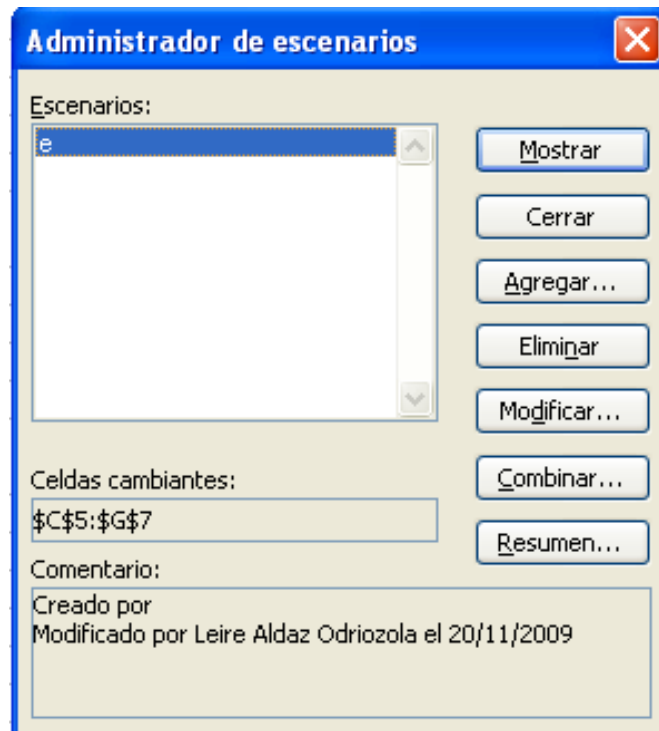 Administrador de escenarios
Escenarios:
e
Mostrar
Cerrar
Agregar...
Eliminar
Modificar...
Celdas cambiantes:
Combinar...
$C$5:$G$7
Resumen...
Comentario:
Creado por
Modificado por Leire Aldaz Odriozola el 20/11/2009